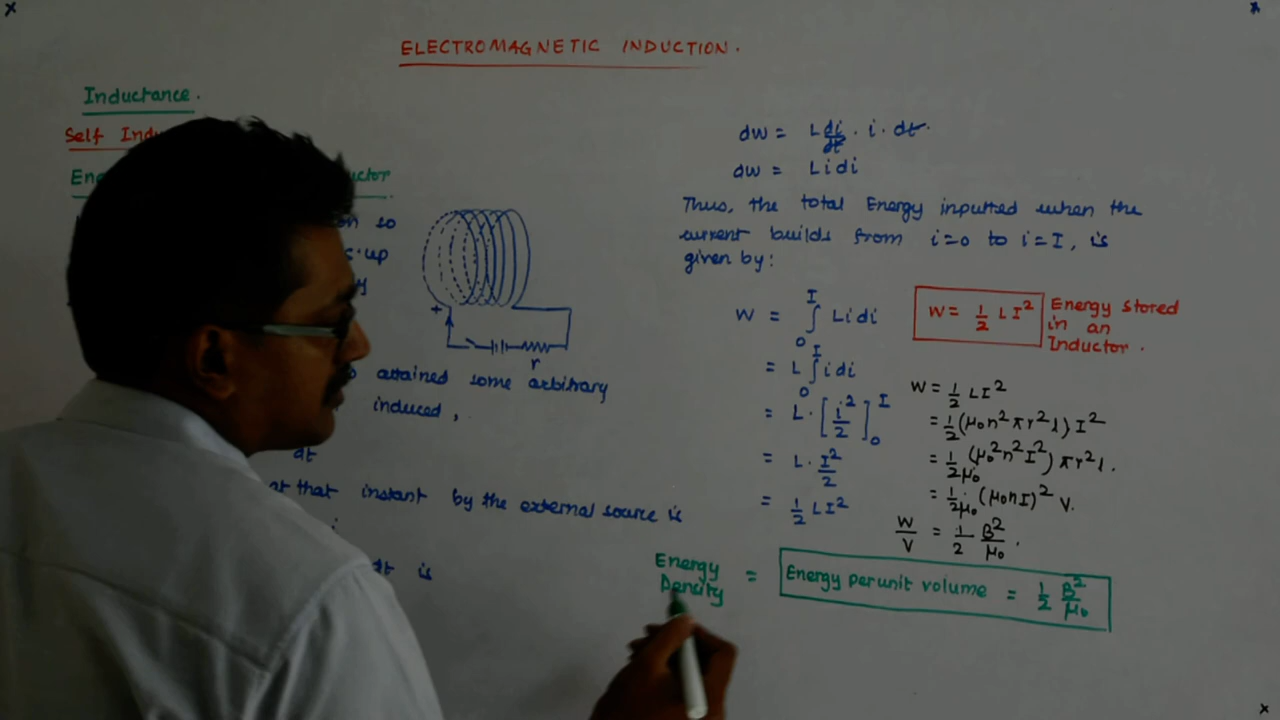 ELECTROMAGNETIC INDUCTION.
Inductance.
Self
on so
attained some arbitrary
induced,
dt
at that instant by the external source is
dt is
+
r
dW = L di/dt . i. dt.
dW = Lidi
Thus, the total Energy inputted when the
current builds from i=0 to i=I, is
given by:
W = ∫₀ᴵ Lidi
= L ∫₀ᴵ idi
= L. [i²/2]₀ᴵ
= L. I²/2
= 1/2 LI²
W = 1/2 LI²
Energy stored
in an
Inductor.
W = 1/2 LI²
= 1/2 (μ₀n²πr²l) I²
= 1/2μ₀ (μ₀²n²I²) πr²l.
= 1/2μ₀ (μ₀nI)² V.
W/V = 1/2 B²/μ₀.
Energy
Density = Energy per unit volume = 1/2 B²/μ₀